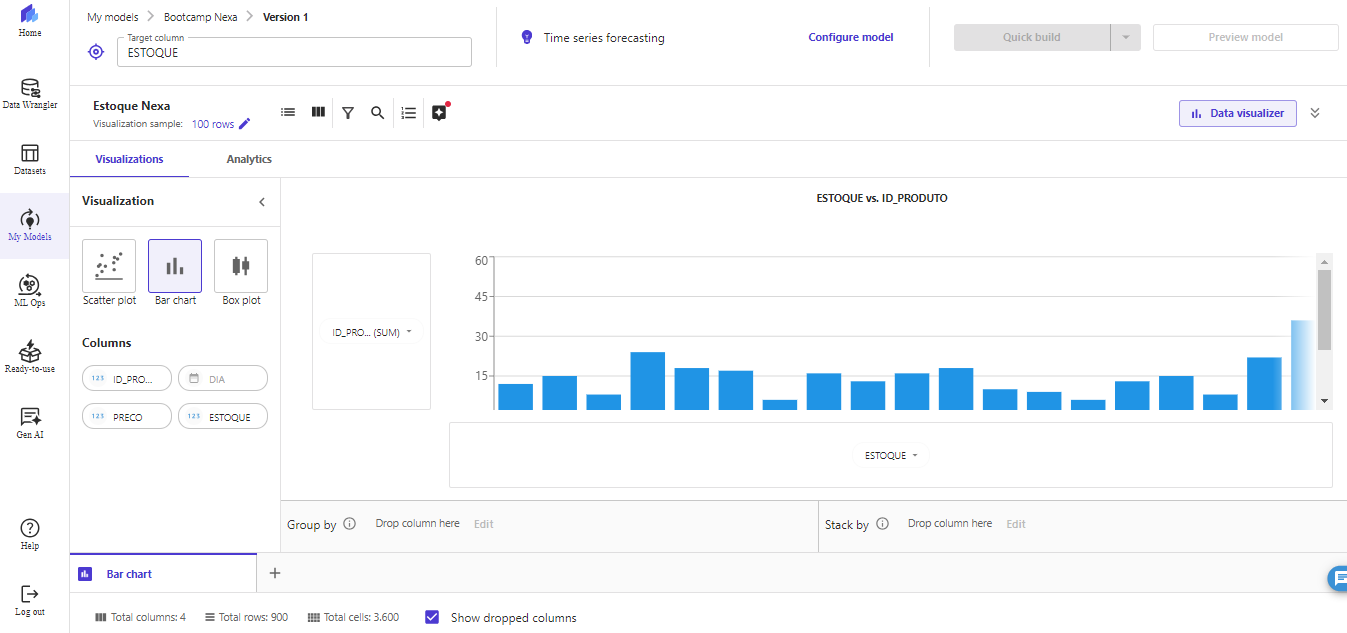 Home
Data Wrangler
Datasets
My Models
ML Ops
Ready-to-use
Gen AI
Help
Log out
My models > Bootcamp Nexa > Version 1
Target column
ESTOQUE
Time series forecasting
Configure model
Quick build
Preview model
Estoque Nexa
Visualization sample: 100 rows
Data visualizer
Visualizations
Analytics
Visualization
Scatter plot
Bar chart
Box plot
Columns
123 ID_PRO...
DIA
123 PRECO
123 ESTOQUE
ESTOQUE vs. ID_PRODUTO
ID_PRO... (SUM)
60
45
30
15
ESTOQUE
Group by
Drop column here
Edit
Stack by
Drop column here
Edit
Bar chart
+
Total columns: 4
Total rows: 900
Total cells: 3.600
Show dropped columns